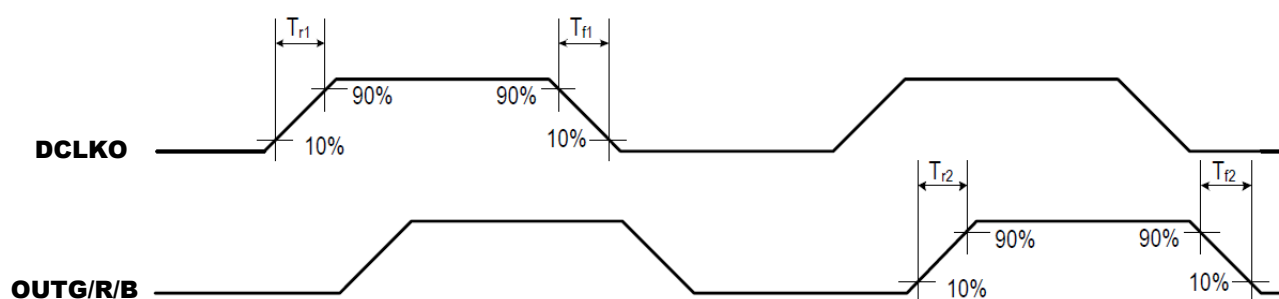 Tr1 Tf1
90% 90%
10% 10%
DCLKO
Tr2 Tf2
90% 90%
10% 10%
OUTG/R/B